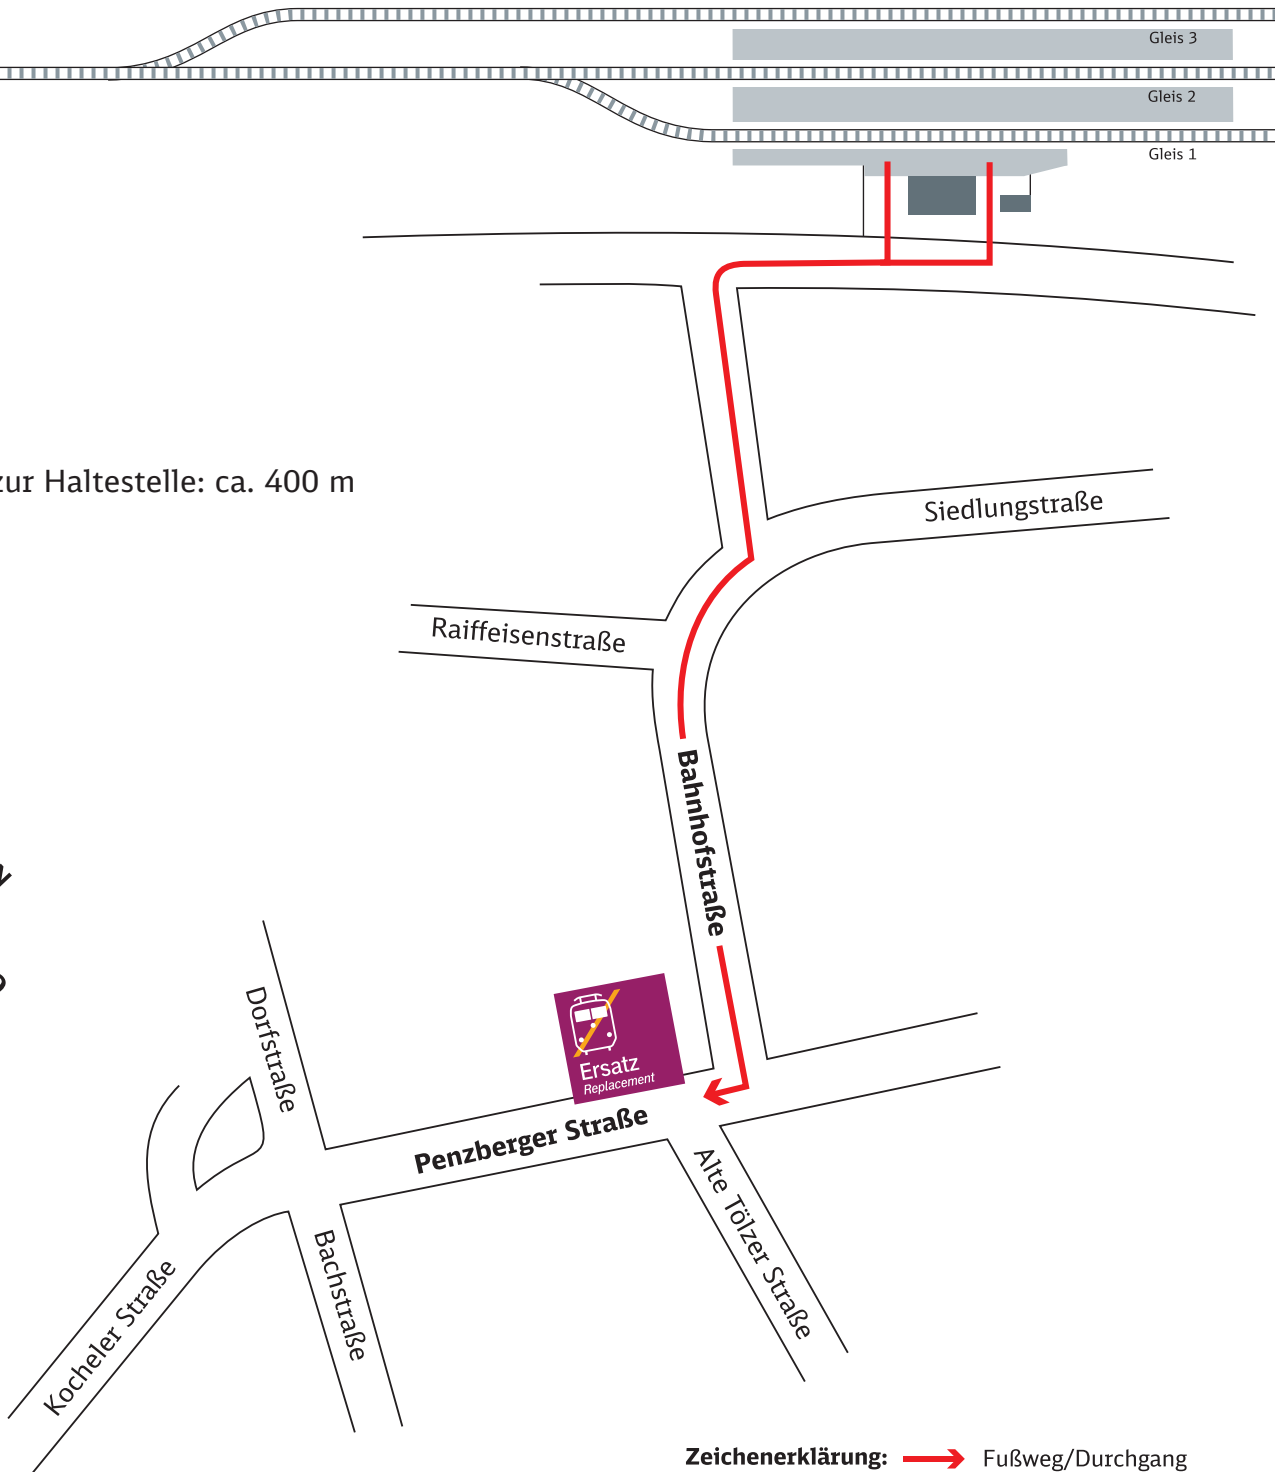 Gleis 3
Gleis 2
Gleis 1
zur Haltestelle: ca. 400 m
Siedlungstraße
Raiffeisenstraße
Bahnhofstraße
Dorfstraße
Ersatz
Replacement
Penzberger Straße
Alte Tölzer Straße
Bachstraße
Kocheler Straße
Zeichenerklärung: Fußweg/Durchgang